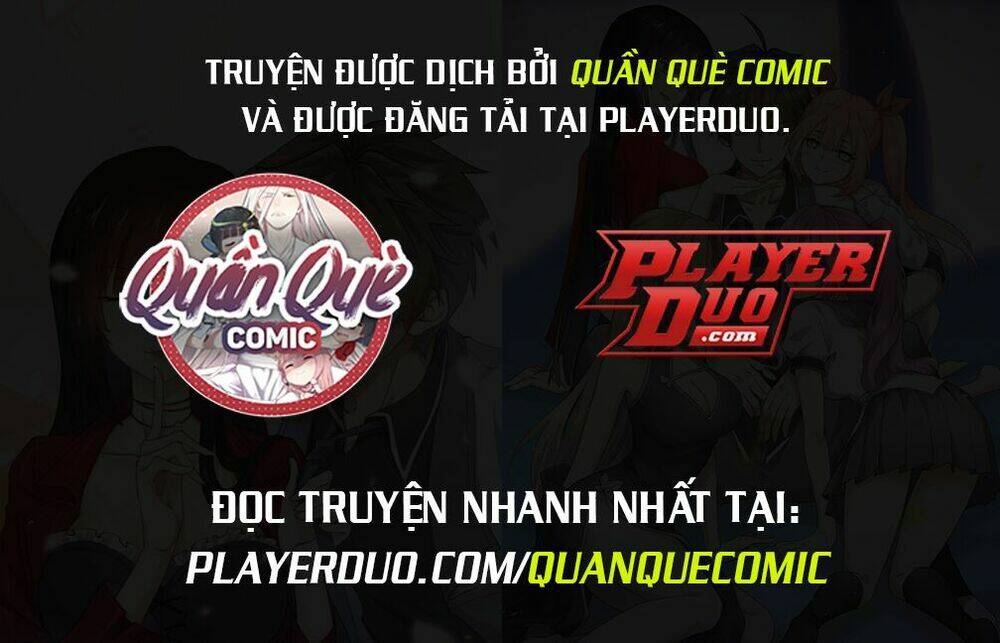 TRUYỆN ĐƯỢC DỊCH BỞI QUẦN QUÈ COMIC
VÀ ĐƯỢC ĐĂNG TẢI TẠI PLAYERDUO.
Quần Què
COMIC
PLAYER
DUO
.com
ĐỌC TRUYỆN NHANH NHẤT TẠI:
PLAYERDUO.COM/QUANQUECOMIC